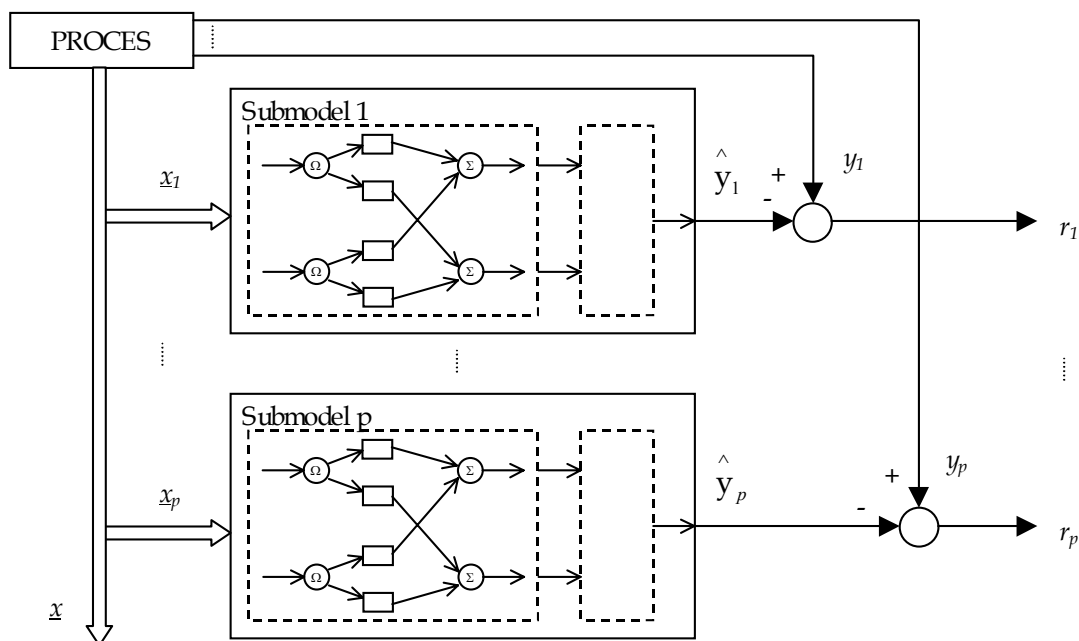 PROCES
Submodel 1
Ω
Σ
Ω
Σ
x1
ŷ1
+
-
y1
r1
Submodel p
Ω
Σ
Ω
Σ
xp
ŷp
+
-
yp
rp
x